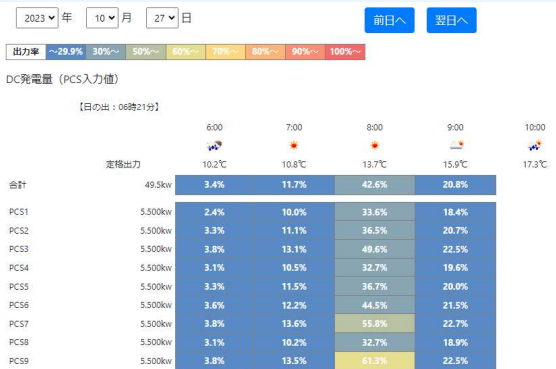 2023 年 10 月 27 日 前日へ 翌日へ
出力率 ～29.9% 30%～ 50%～ 60%～ 70%～ 80%～ 90%～ 100%～
DC発電量（PCS入力値）
【日の出：06時21分】
6:00 7:00 8:00 9:00 10:00
定格出力 10.2℃ 10.8℃ 13.7℃ 15.9℃ 17.3℃
合計 49.5kw 3.4% 11.7% 42.6% 20.8%
PCS1 5.500kw 2.4% 10.0% 33.6% 18.4%
PCS2 5.500kw 3.3% 11.1% 36.5% 20.7%
PCS3 5.500kw 3.8% 13.1% 49.6% 22.5%
PCS4 5.500kw 3.1% 10.5% 32.7% 19.6%
PCS5 5.500kw 3.3% 11.5% 36.7% 20.0%
PCS6 5.500kw 3.6% 12.2% 44.5% 21.5%
PCS7 5.500kw 3.8% 13.6% 55.8% 22.7%
PCS8 5.500kw 3.1% 10.2% 32.7% 18.9%
PCS9 5.500kw 3.8% 13.5% 61.3% 22.5%